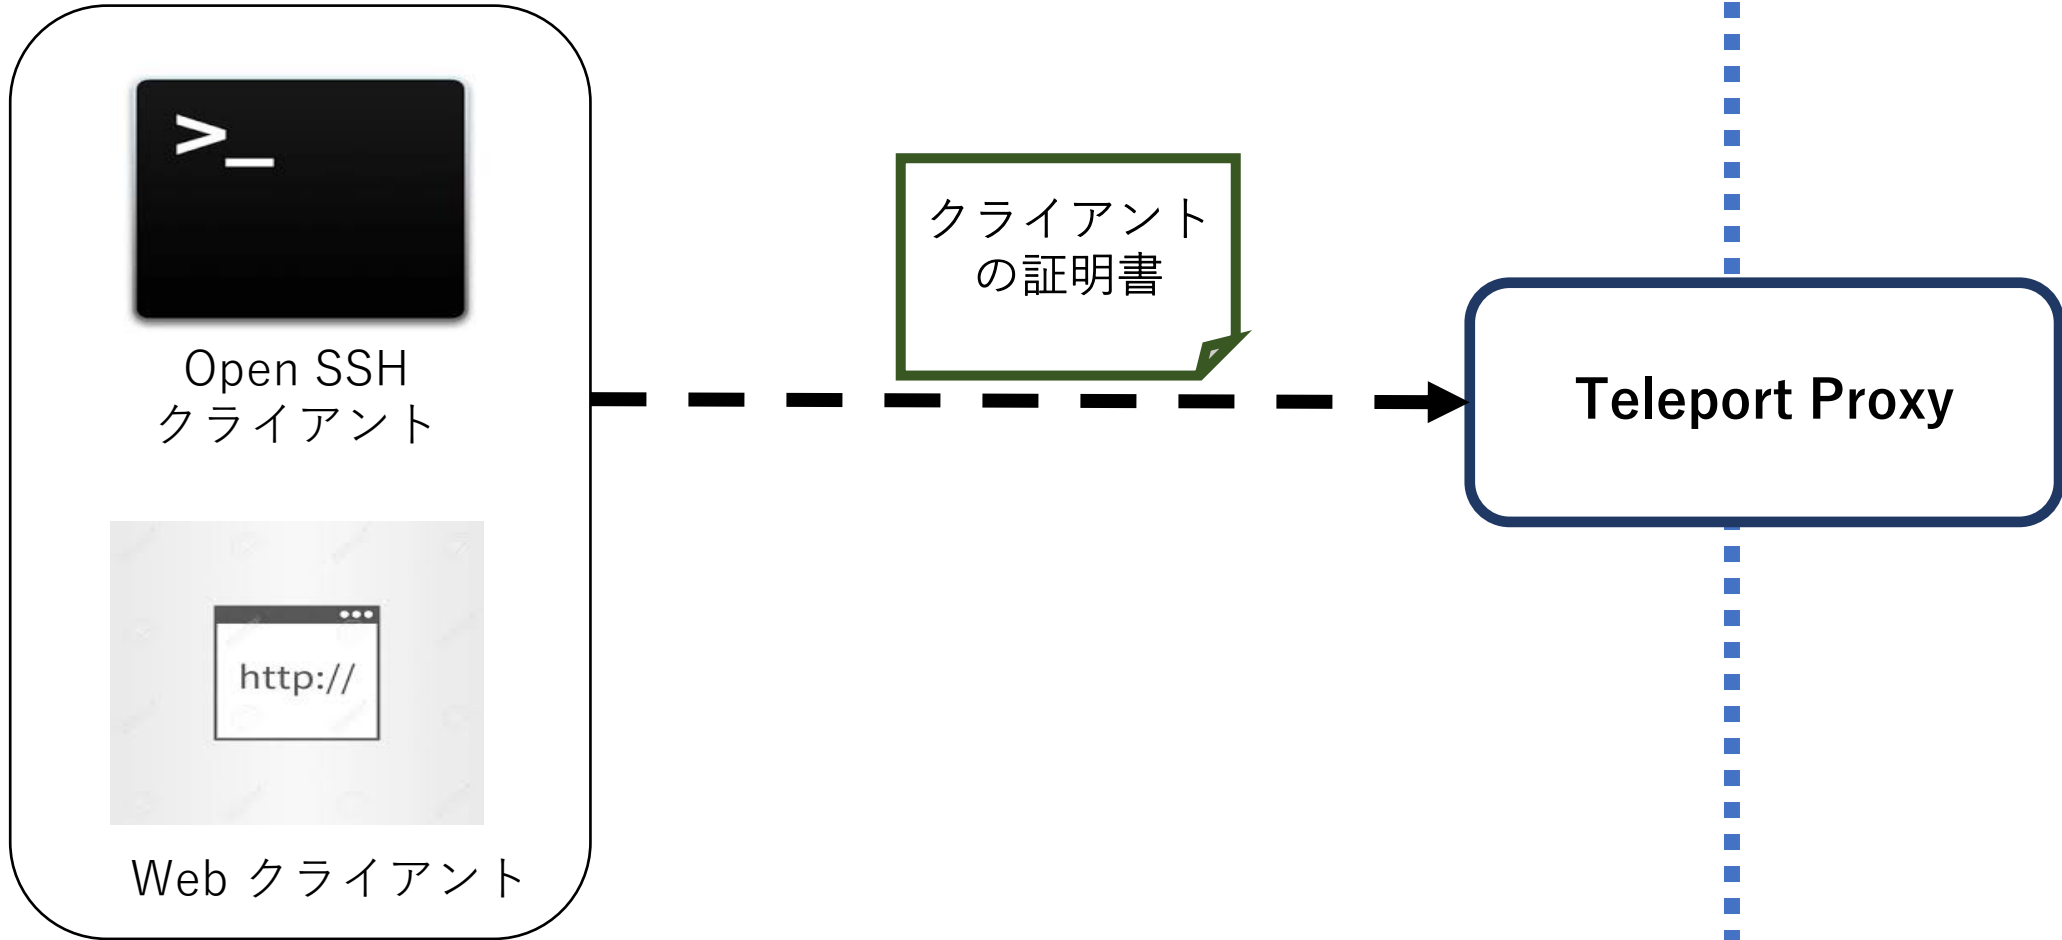 >_
Open SSH
クライアント
http://
Web クライアント
クライアント
の証明書
Teleport Proxy